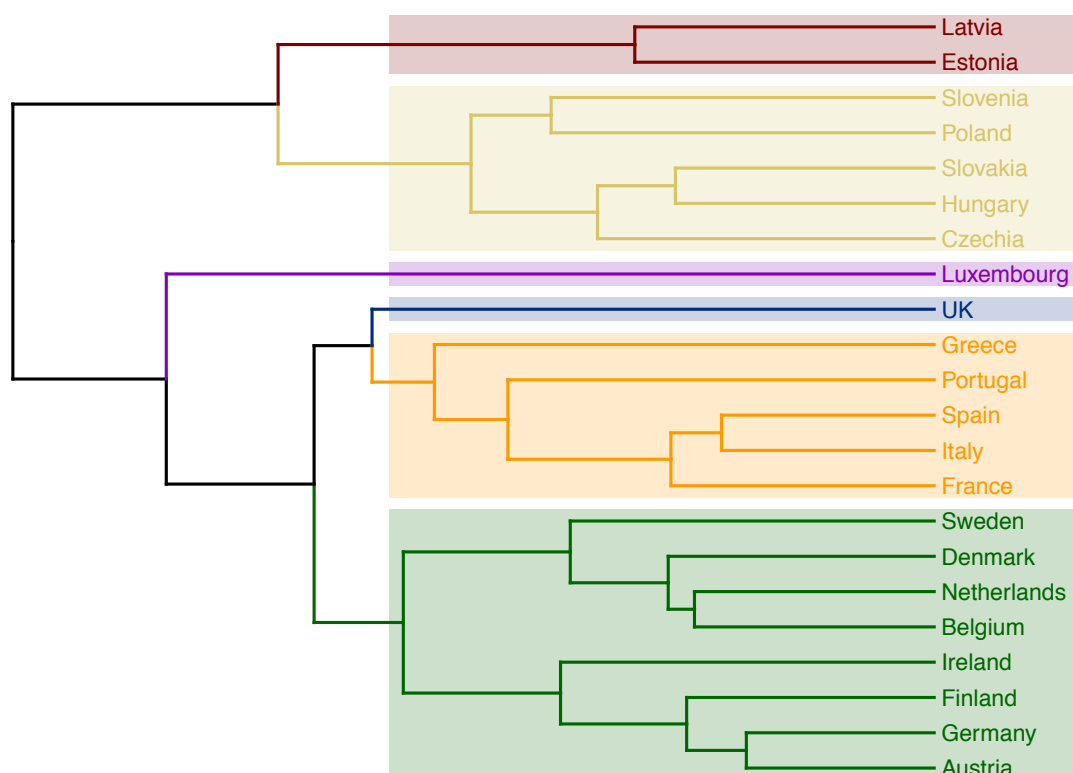 Latvia
Estonia
Slovenia
Poland
Slovakia
Hungary
Czechia
Luxembourg
UK
Greece
Portugal
Spain
Italy
France
Sweden
Denmark
Netherlands
Belgium
Ireland
Finland
Germany
Austria